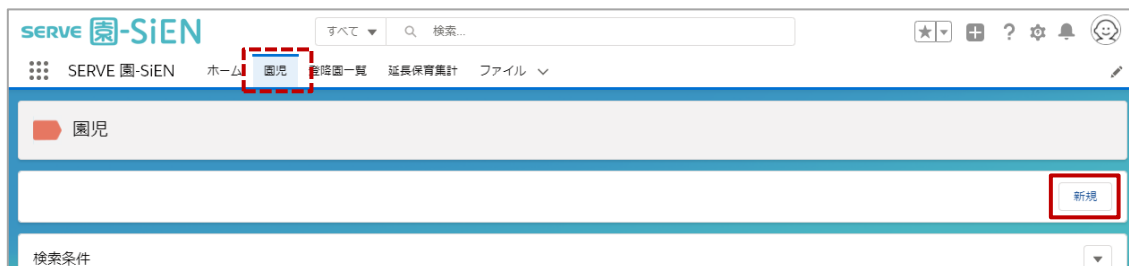 SERVE 園-SiEN すべて 検索... ?
SERVE 園-SiEN ホーム 園児 登降園一覧 延長保育集計 ファイル
園児
新規
検索条件